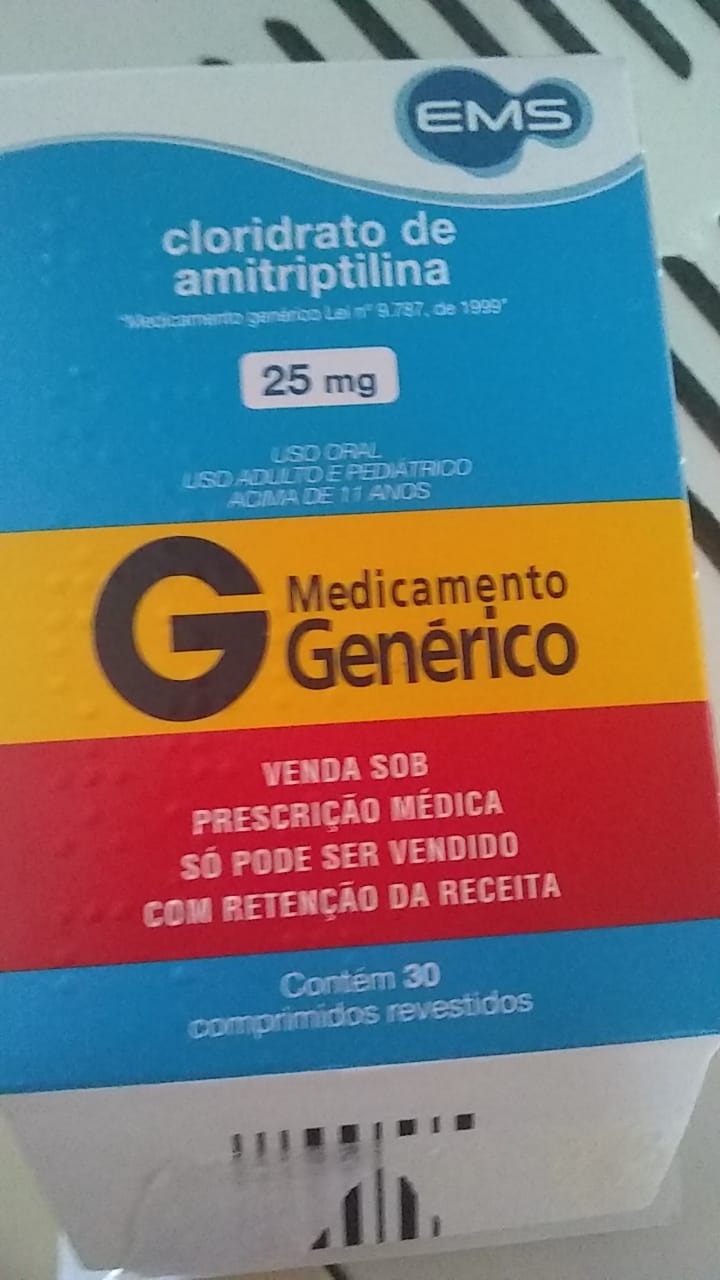 EMS
cloridrato de
amitriptilina
"Medicamento genérico Lei nº 9.787, de 1999"
25 mg
USO ORAL
USO ADULTO E PEDIÁTRICO
ACIMA DE 11 ANOS
G
Medicamento
Genérico
VENDA SOB
PRESCRIÇÃO MÉDICA
SÓ PODE SER VENDIDO
COM RETENÇÃO DA RECEITA
Contém 30
comprimidos revestidos